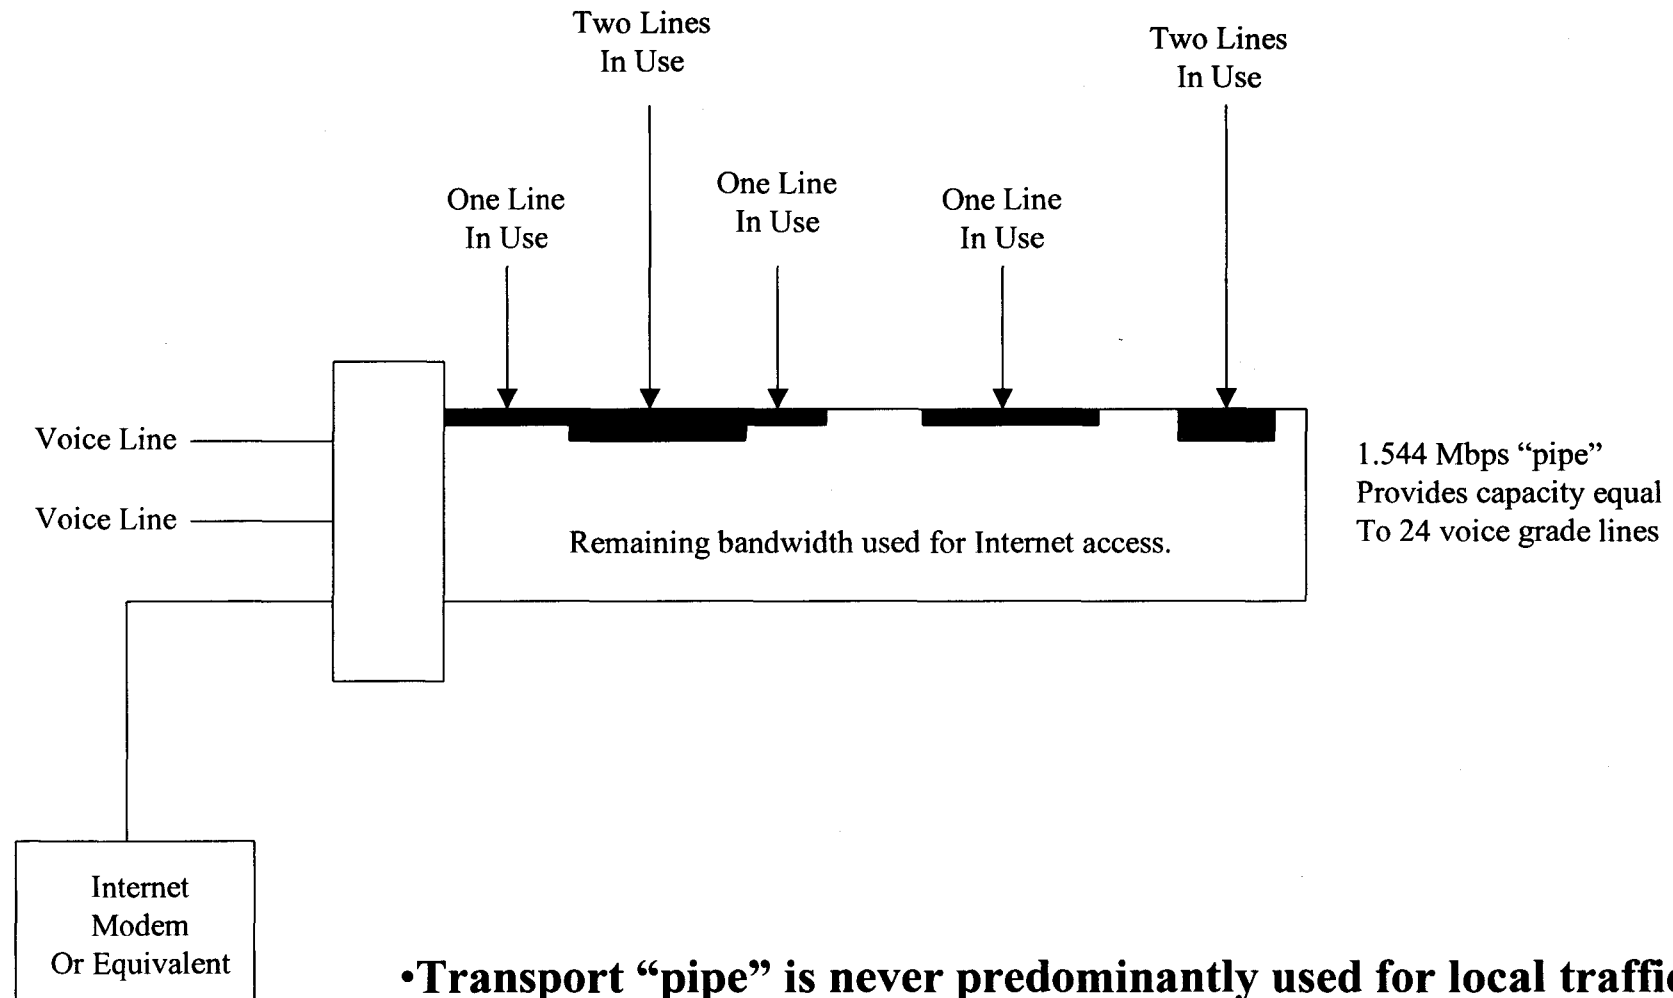 Two Lines
In Use
Two Lines
In Use
One Line
In Use
One Line
In Use
One Line
In Use
Voice Line
Voice Line
1.544 Mbps “pipe”
Provides capacity equal
To 24 voice grade lines
Remaining bandwidth used for Internet access.
Internet
Modem
Or Equivalent
•Transport “pipe” is never predominantly used for local traffic